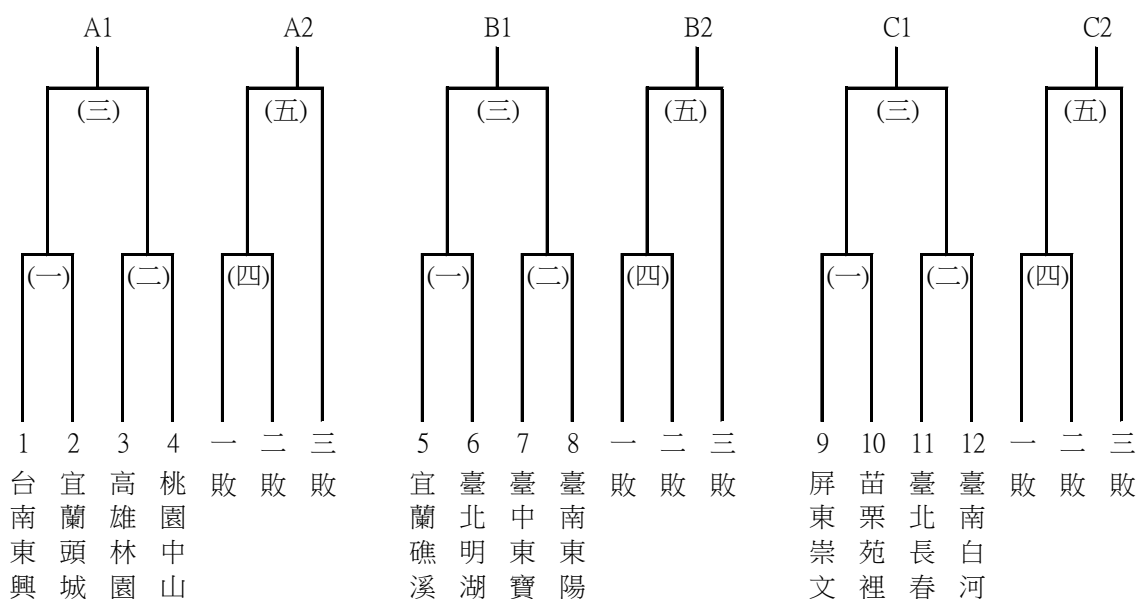 A1 A2 B1 B2 C1 C2
(三) (五) (三) (五) (三) (五)
(一) (二) (四) (一) (二) (四) (一) (二) (四)
1 2 3 4 一 二 三 5 6 7 8 一 二 三 9 10 11 12 一 二 三
台南東興
宜蘭頭城
高雄林園
桃園中山
敗
敗
敗
宜蘭礁溪
臺北明湖
臺中東寶
臺南東陽
敗
敗
敗
屏東崇文
苗栗苑裡
臺北長春
臺南白河
敗
敗
敗